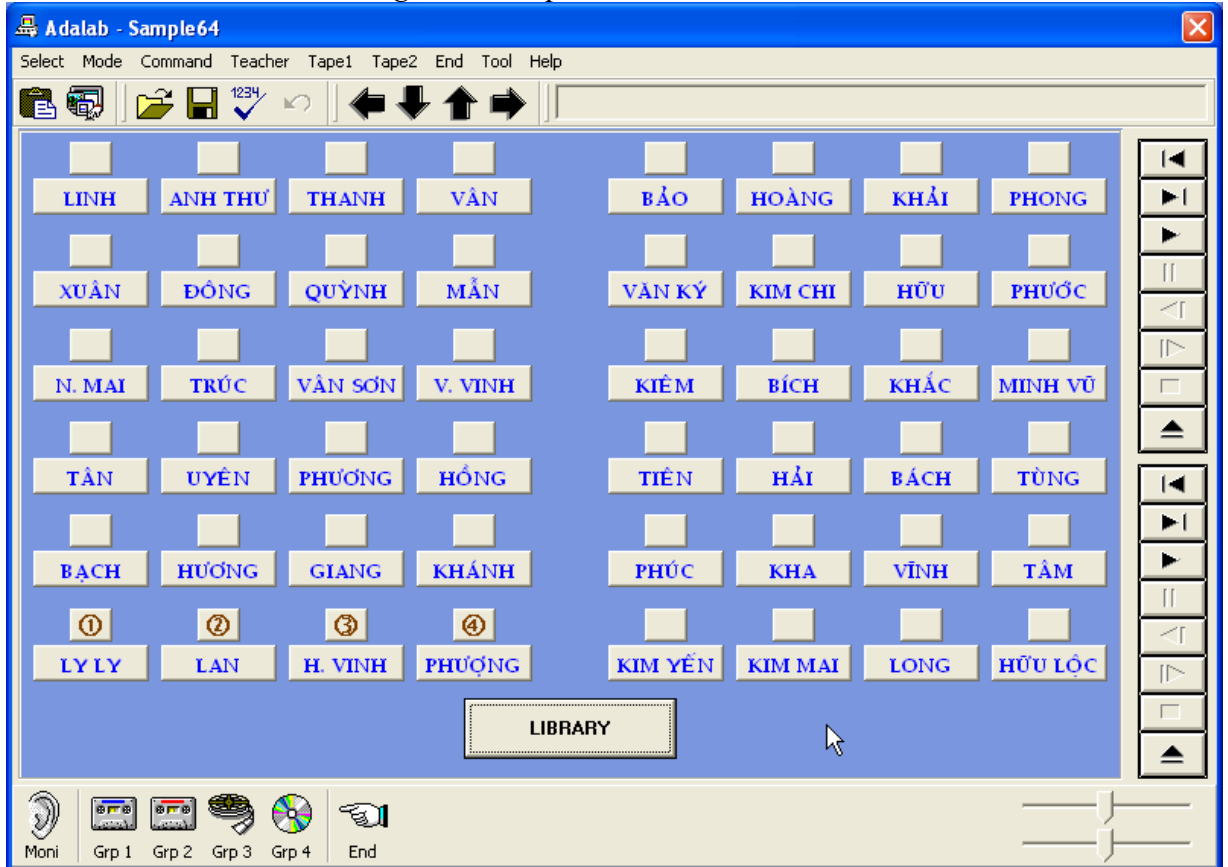 Adalab - Sample64
Select Mode Command Teacher Tape1 Tape2 End Tool Help
1234
LINH ANH THƯ THANH VÂN BẢO HOÀNG KHẢI PHONG
XUÂN ĐÔNG QUỲNH MẪN VĂN KÝ KIM CHI HỮU PHƯỚC
N. MAI TRÚC VÂN SƠN V. VINH KIÊM BÍCH KHẮC MINH VŨ
TÂN UYÊN PHƯƠNG HỒNG TIÊN HẢI BÁCH TÙNG
BẠCH HƯƠNG GIANG KHÁNH PHÚC KHA VĨNH TÂM
① ② ③ ④
LY LY LAN H. VINH PHƯỢNG KIM YẾN KIM MAI LONG HỮU LỘC
LIBRARY
Moni Grp 1 Grp 2 Grp 3 Grp 4 End